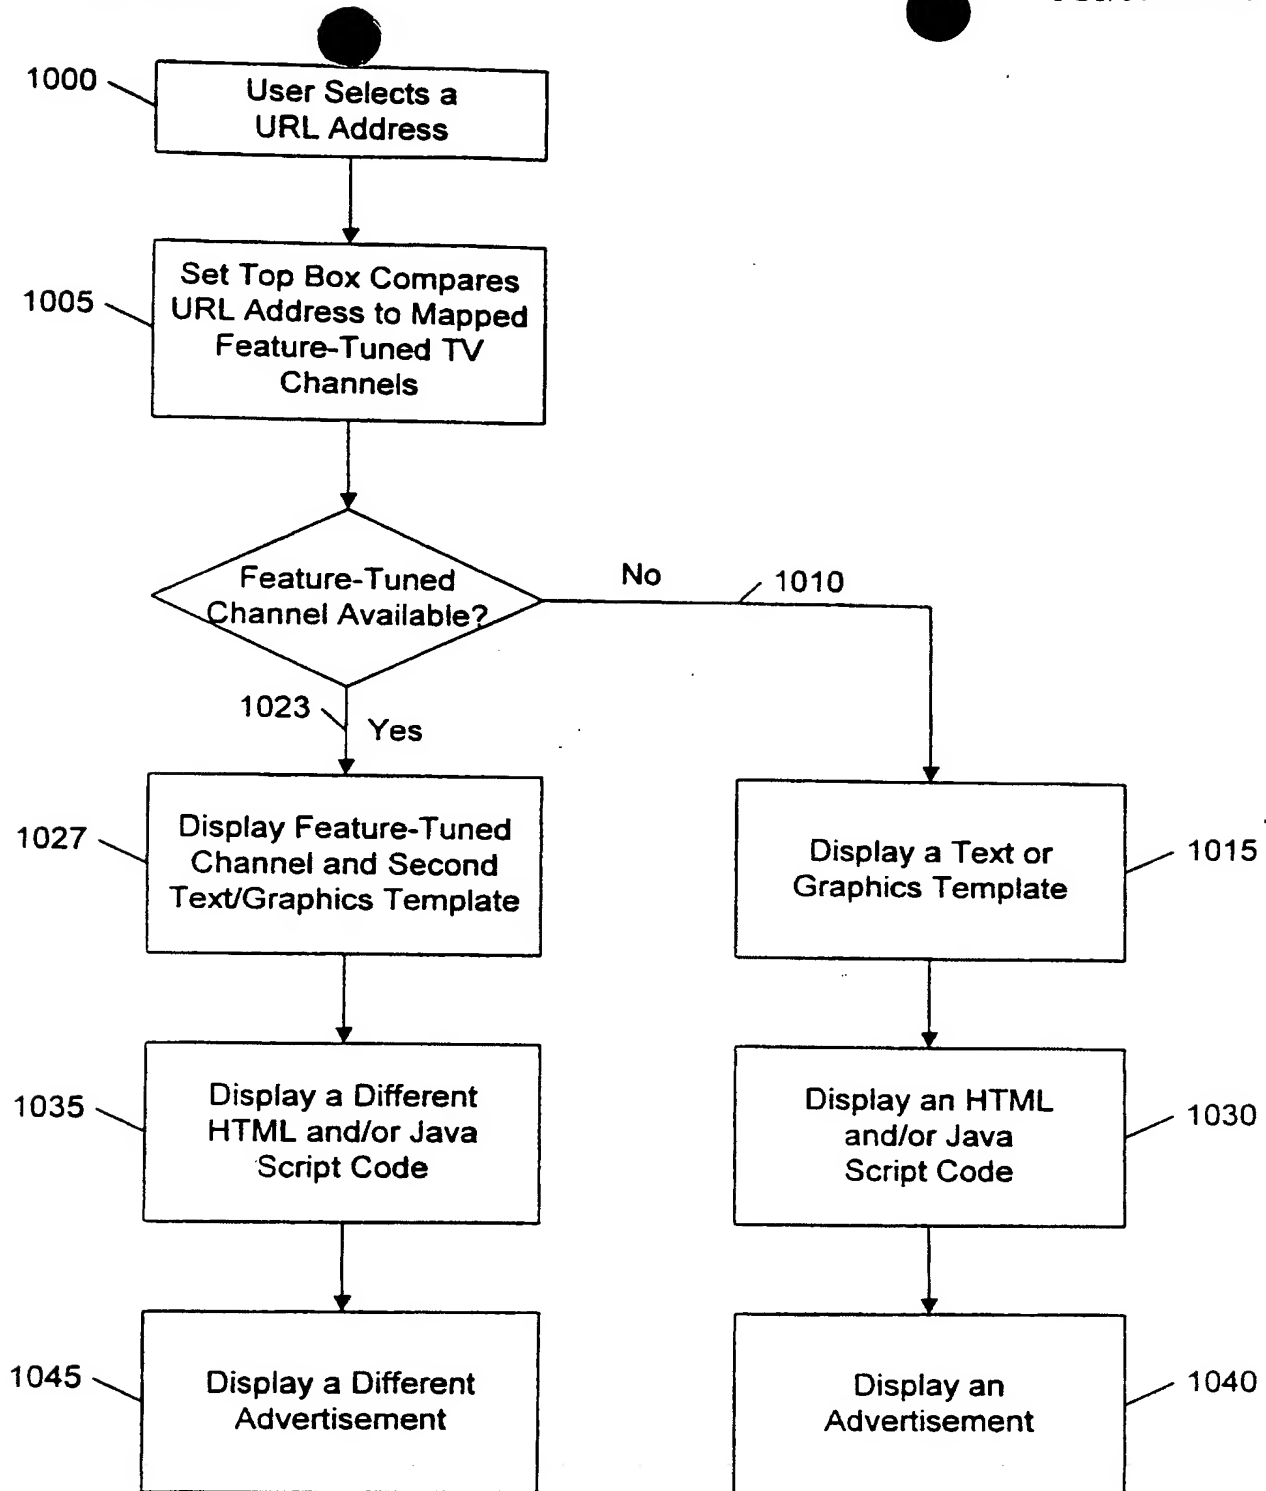 1000
User Selects a
URL Address
1005
Set Top Box Compares
URL Address to Mapped
Feature-Tuned TV
Channels
Feature-Tuned
Channel Available?
No
1010
1023
Yes
1027
Display Feature-Tuned
Channel and Second
Text/Graphics Template
Display a Text or
Graphics Template
1015
1035
Display a Different
HTML and/or Java
Script Code
Display an HTML
and/or Java
Script Code
1030
1045
Display a Different
Advertisement
Display an
Advertisement
1040